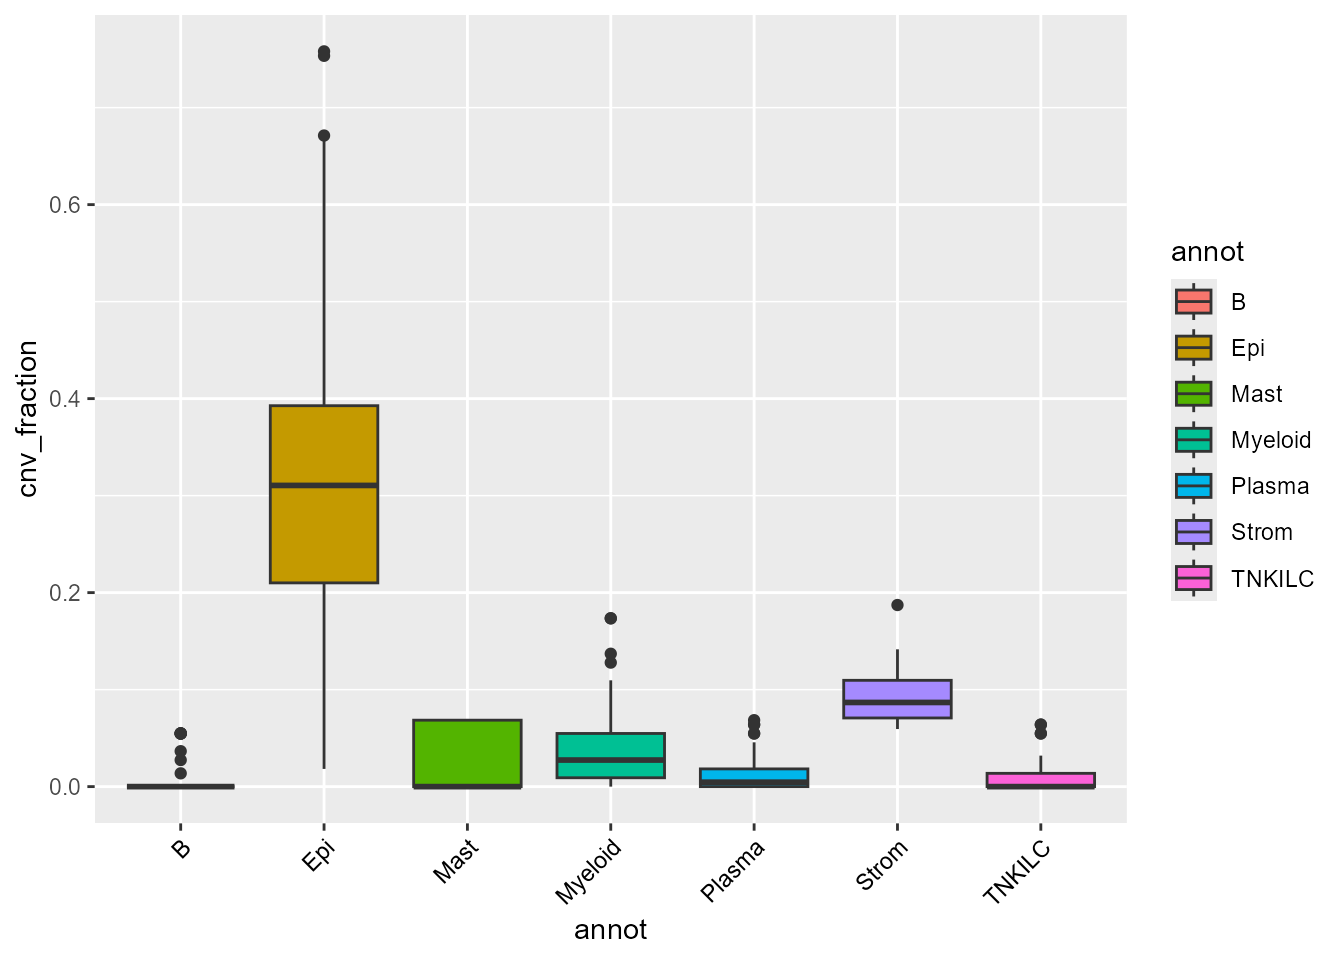 cnv_fraction
0.6
0.4
0.2
0.0
B
Epi
Mast
Myeloid
Plasma
Strom
TNKILC
annot
annot
B
Epi
Mast
Myeloid
Plasma
Strom
TNKILC